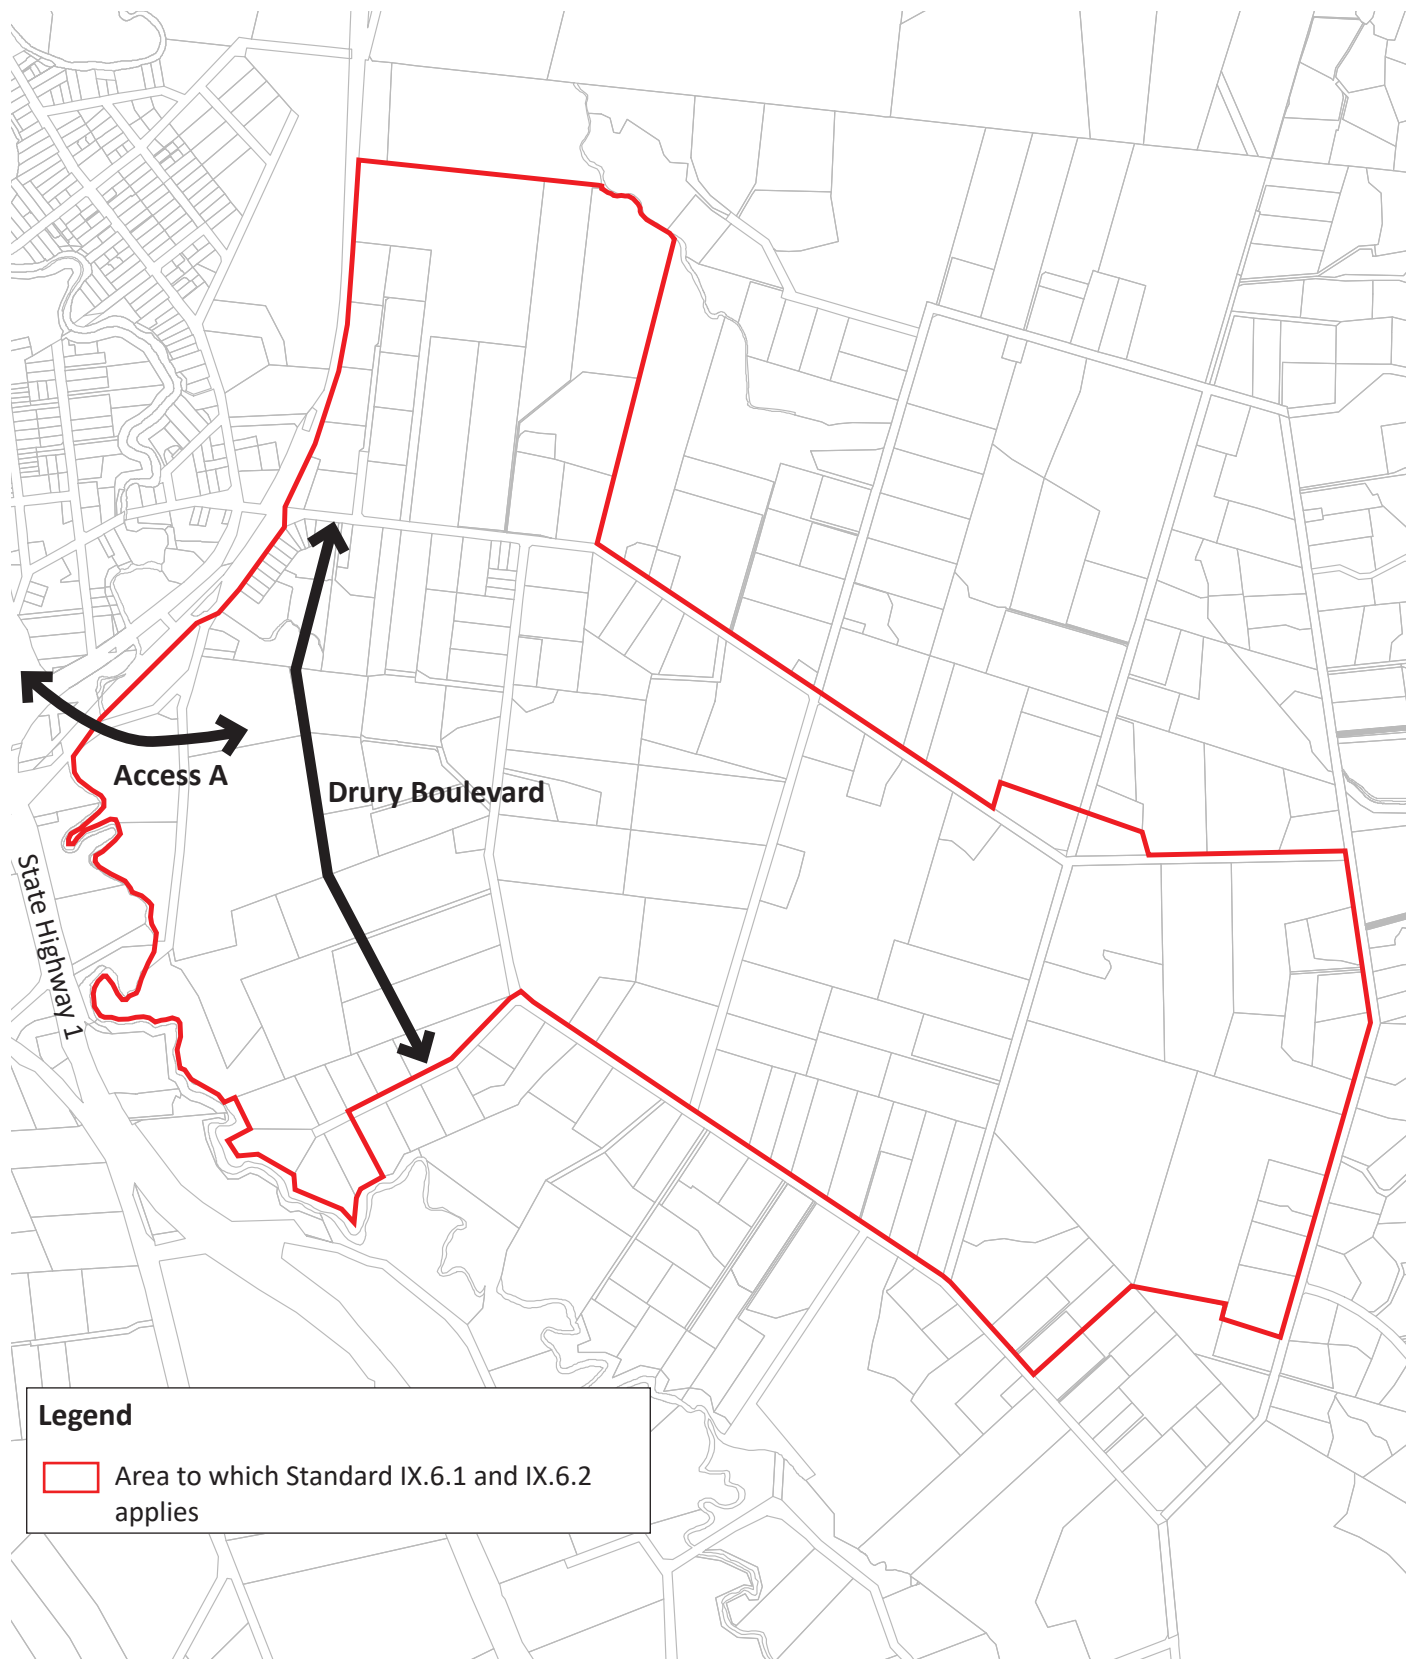 Access A
Drury Boulevard
State Highway 1
Legend
Area to which Standard IX.6.1 and IX.6.2
applies